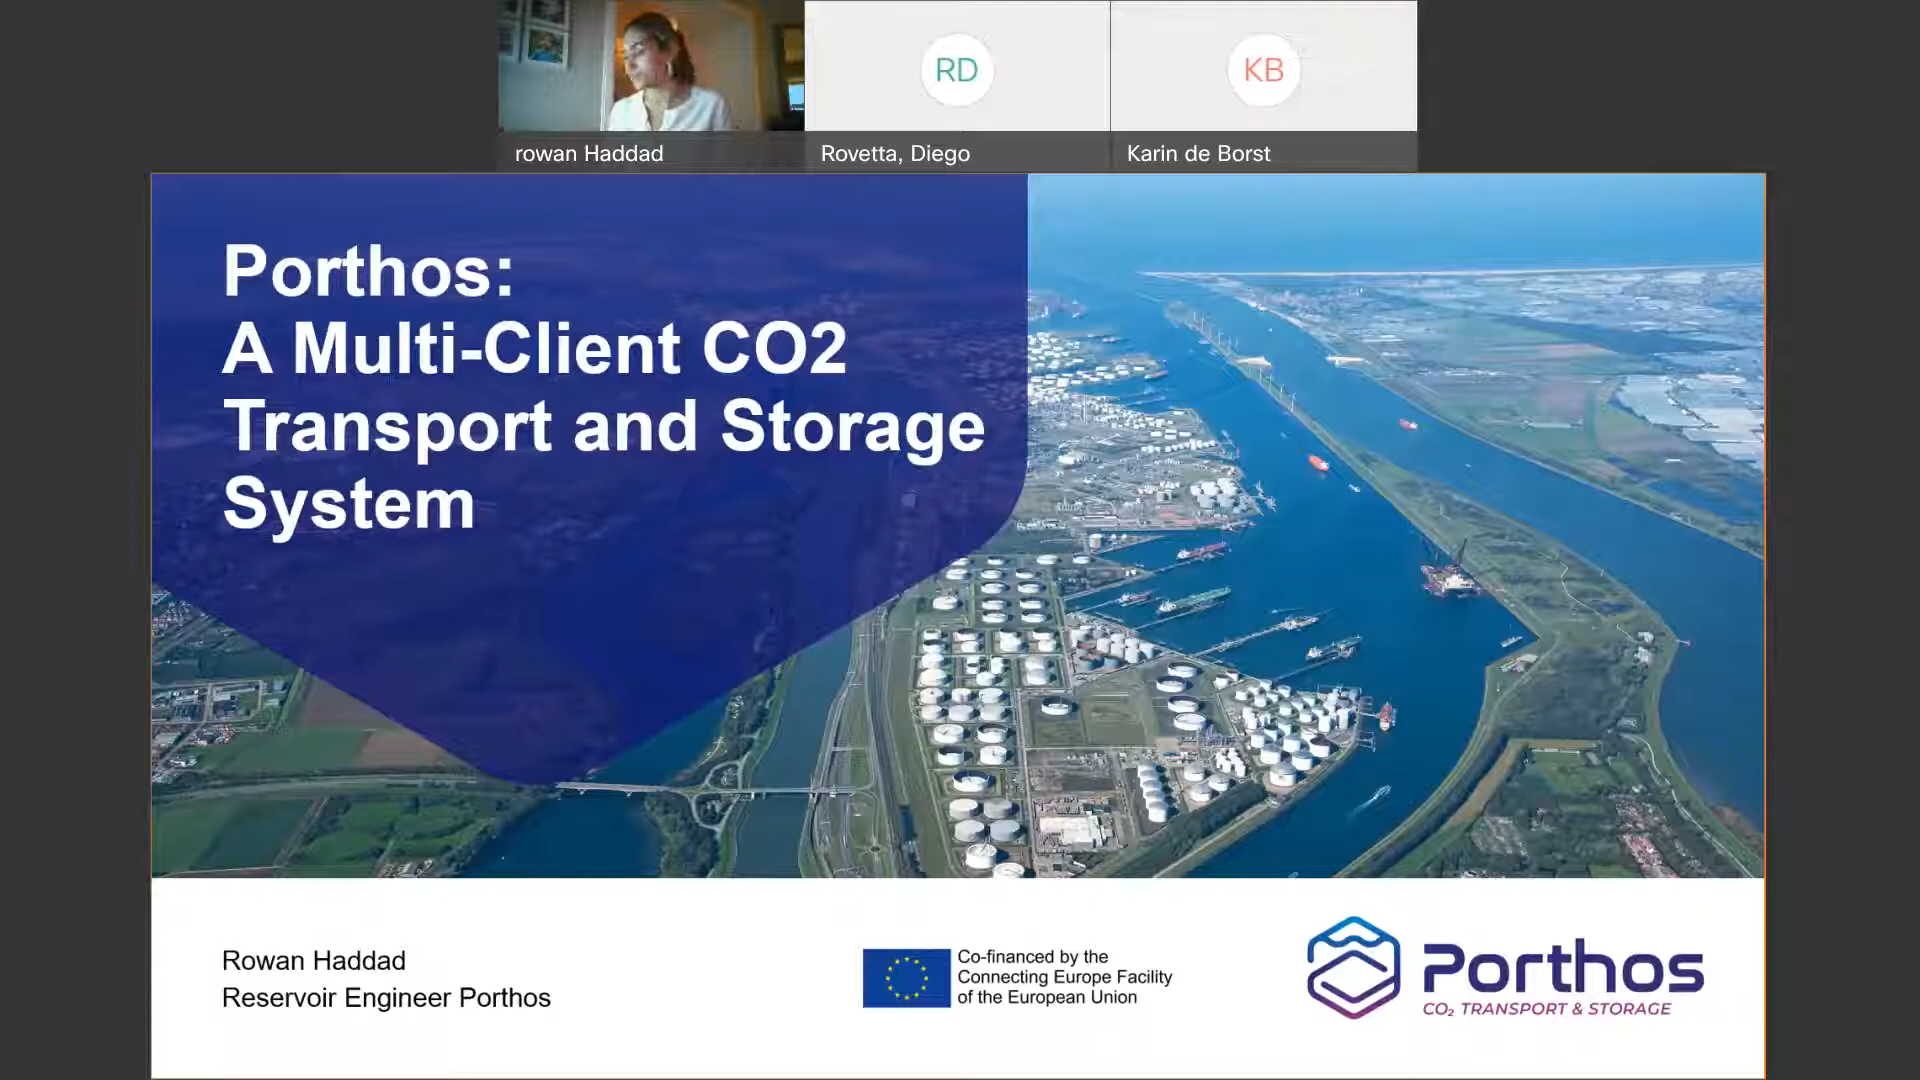 RD
KB
rowan Haddad
Rovetta, Diego
Karin de Borst
Porthos:
A Multi-Client CO2
Transport and Storage
System
Rowan Haddad
Reservoir Engineer Porthos
Co-financed by the
Connecting Europe Facility
of the European Union
Porthos
CO₂ TRANSPORT & STORAGE